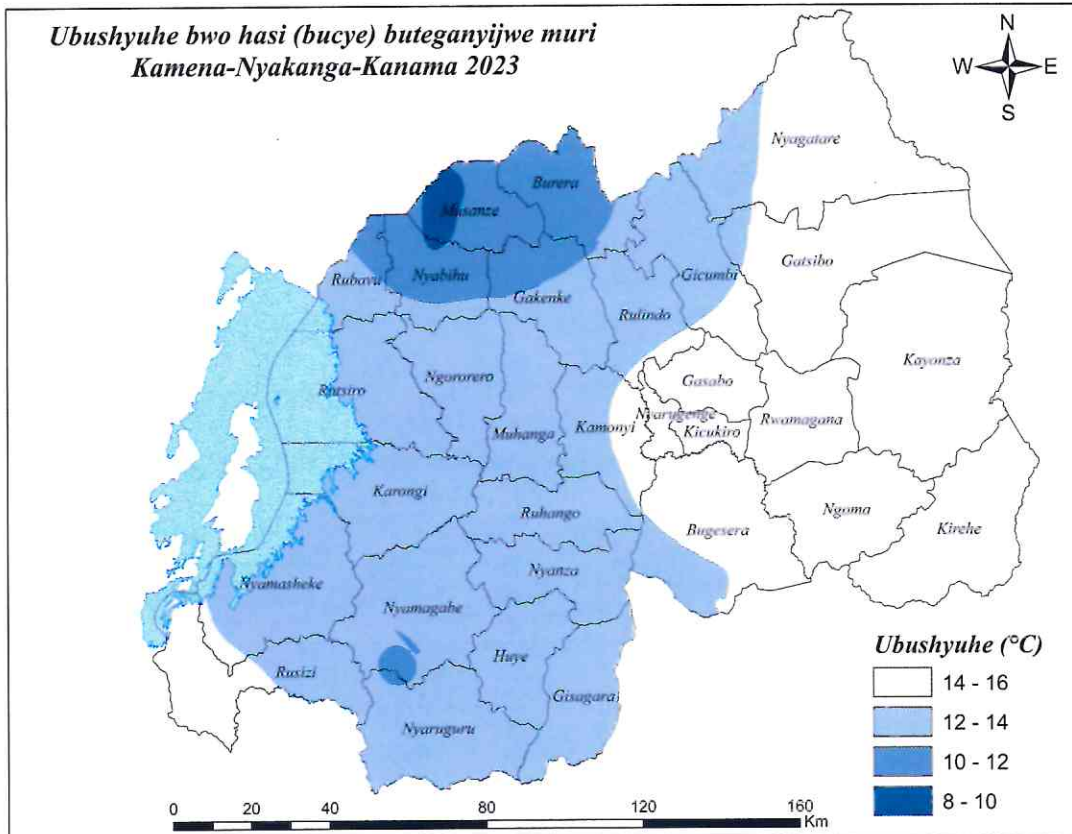 Ubushyuhe bwo hasi (bucye) buteganyijwe muri
Kamena-Nyakanga-Kanama 2023
N
W E
S
Nyagatare
Burera
Musanze
Gatsibo
Rubavu
Nyabihu
Gicumbi
Gakenke
Rulindo
Kayonza
Rutsiro
Ngororero
Gasabo
Nyarugenge
Rwamagana
Muhanga
Kamonyi
Kicukiro
Karongi
Ruhango
Bugesera
Ngoma
Kirehe
Nyamasheke
Nyanza
Nyamagabe
Huye
Rusizi
Gisagara
Nyaruguru
Ubushyuhe (°C)
14 - 16
12 - 14
10 - 12
8 - 10
0 20 40 80 120 160
Km